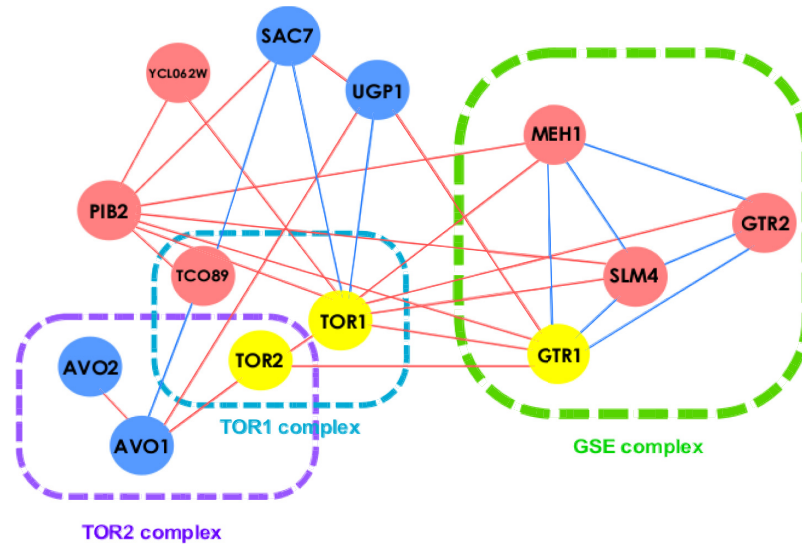 SAC7
YCL062W
UGP1
MEH1
PIB2
GTR2
TCO89
SLM4
TOR1
AVO2
TOR2
GTR1
AVO1
TOR1 complex
GSE complex
TOR2 complex